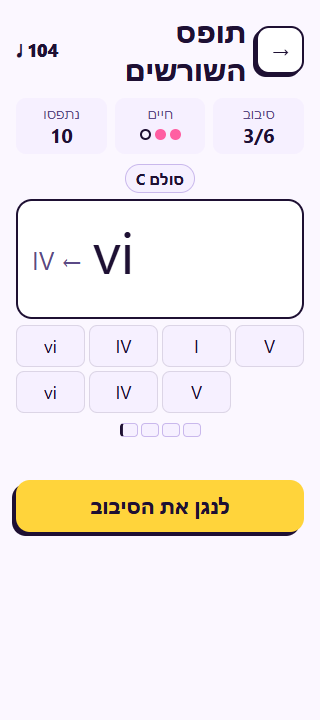 →
תופס
השורשים
♩ 104
סיבוב
3/6
חיים
נתפסו
10
סולם C
vi ← IV
V
I
IV
vi
V
IV
vi
לנגן את הסיבוב